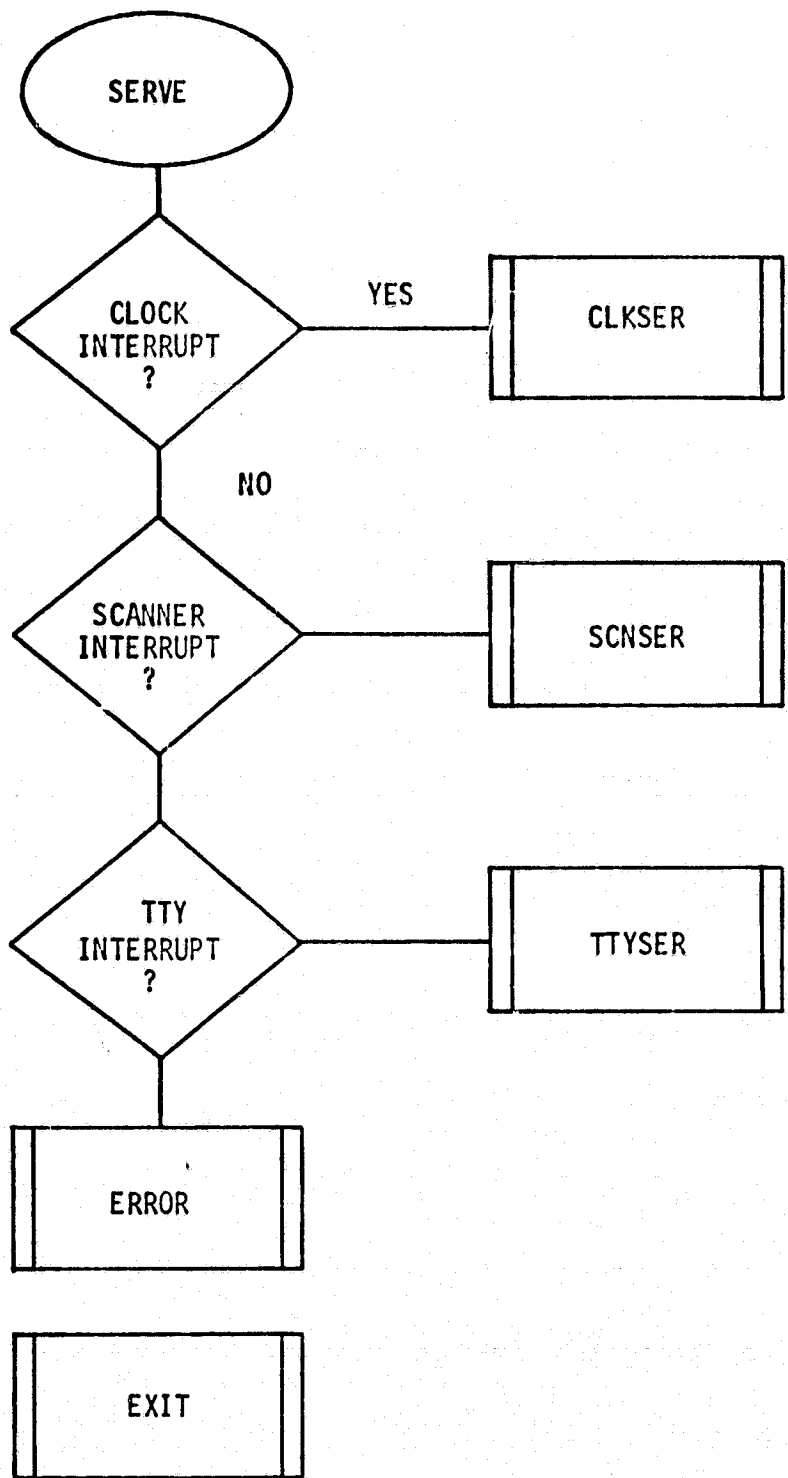 SERVE
CLOCK
INTERRUPT
?
YES
CLKSER
NO
SCANNER
INTERRUPT
?
SCNSER
TTY
INTERRUPT
?
TTYSER
ERROR
EXIT